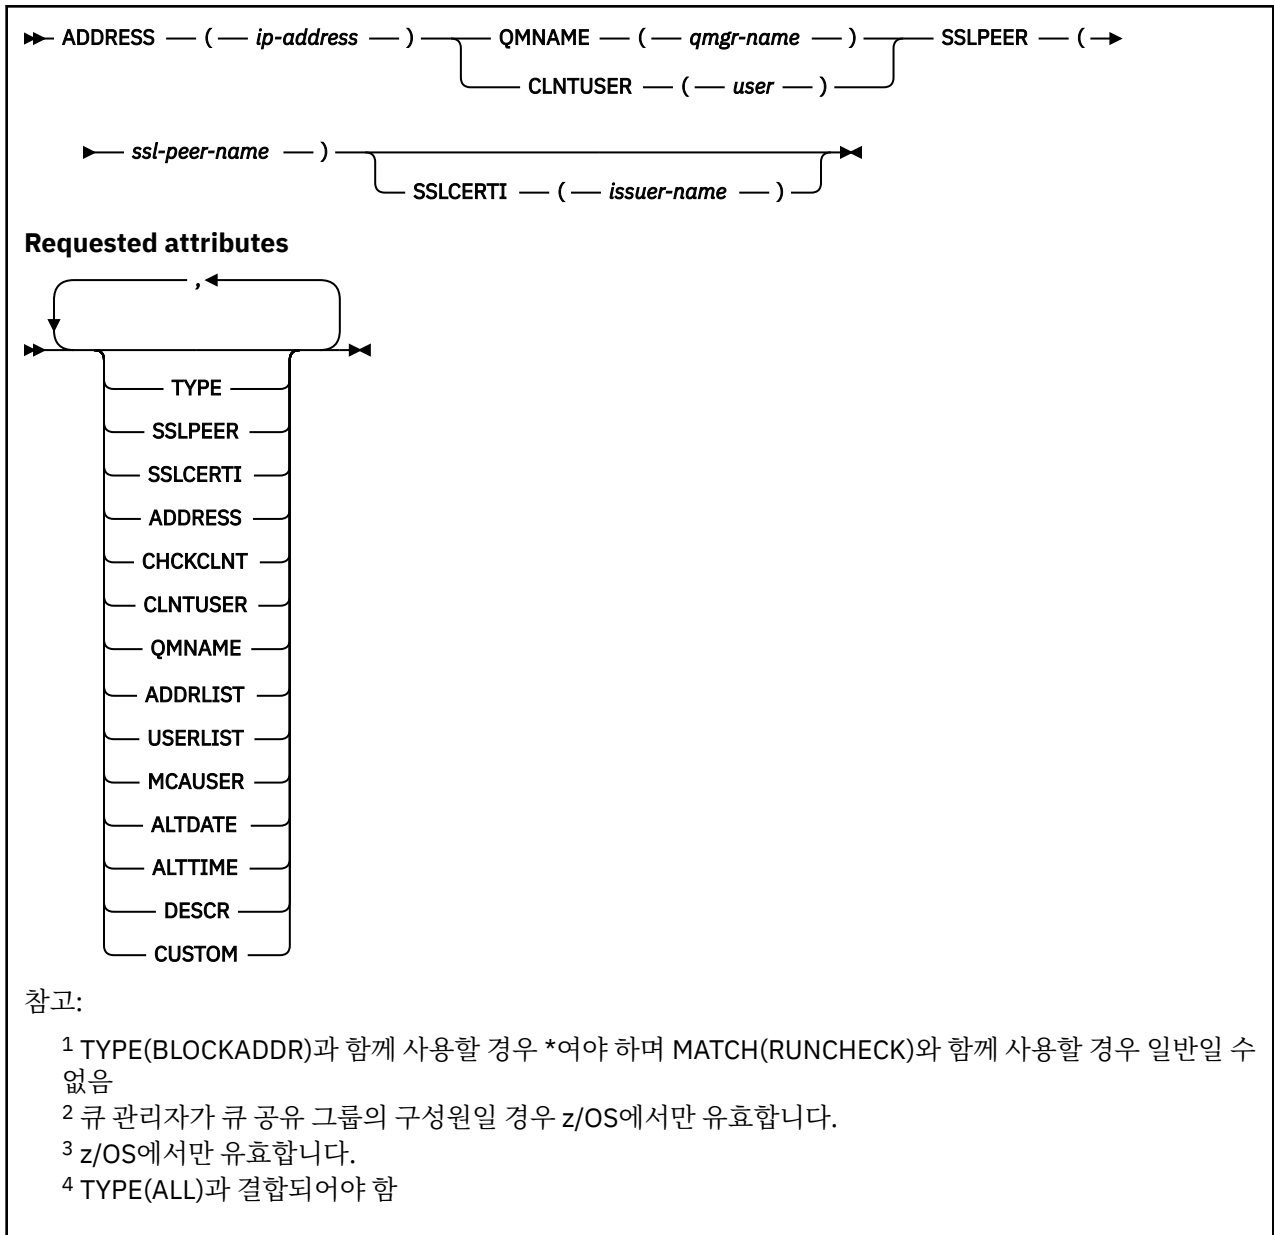 ADDRESS ( ip-address ) QMNAME ( qmgr-name ) SSLPEER (
CLNTUSER ( user )
ssl-peer-name )
SSLCERTI ( issuer-name )
Requested attributes
,
TYPE
SSLPEER
SSLCERTI
ADDRESS
CHCKCLNT
CLNTUSER
QMNAME
ADDRLIST
USERLIST
MCAUSER
ALTDATE
ALTTIME
DESCR
CUSTOM
참고:
1 TYPE(BLOCKADDR)과 함께 사용할 경우 *여야 하며 MATCH(RUNCHECK)와 함께 사용할 경우 일반일 수
없음
2 큐 관리자가 큐 공유 그룹의 구성원일 경우 z/OS에서만 유효합니다.
3 z/OS에서만 유효합니다.
4 TYPE(ALL)과 결합되어야 함